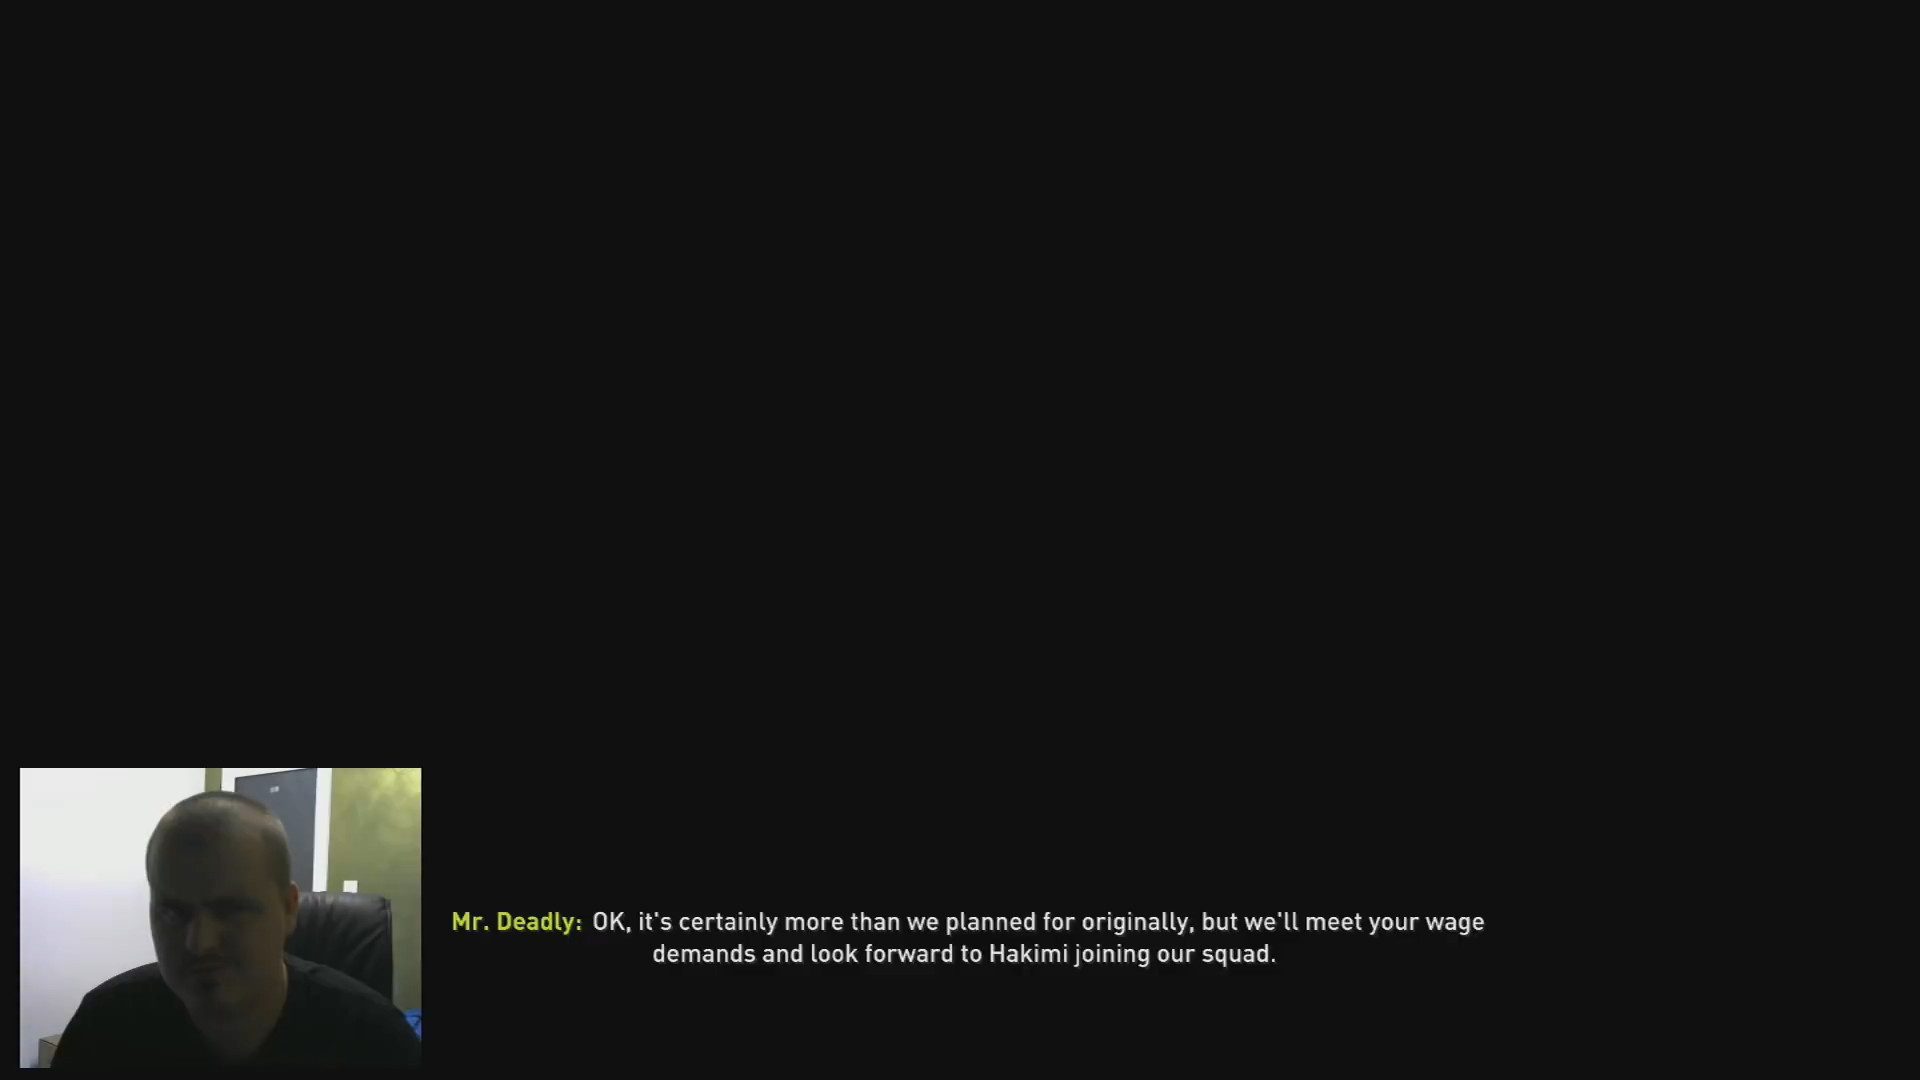 Mr. Deadly: OK, it's certainly more than we planned for originally, but we'll meet your wage
demands and look forward to Hakimi joining our squad.